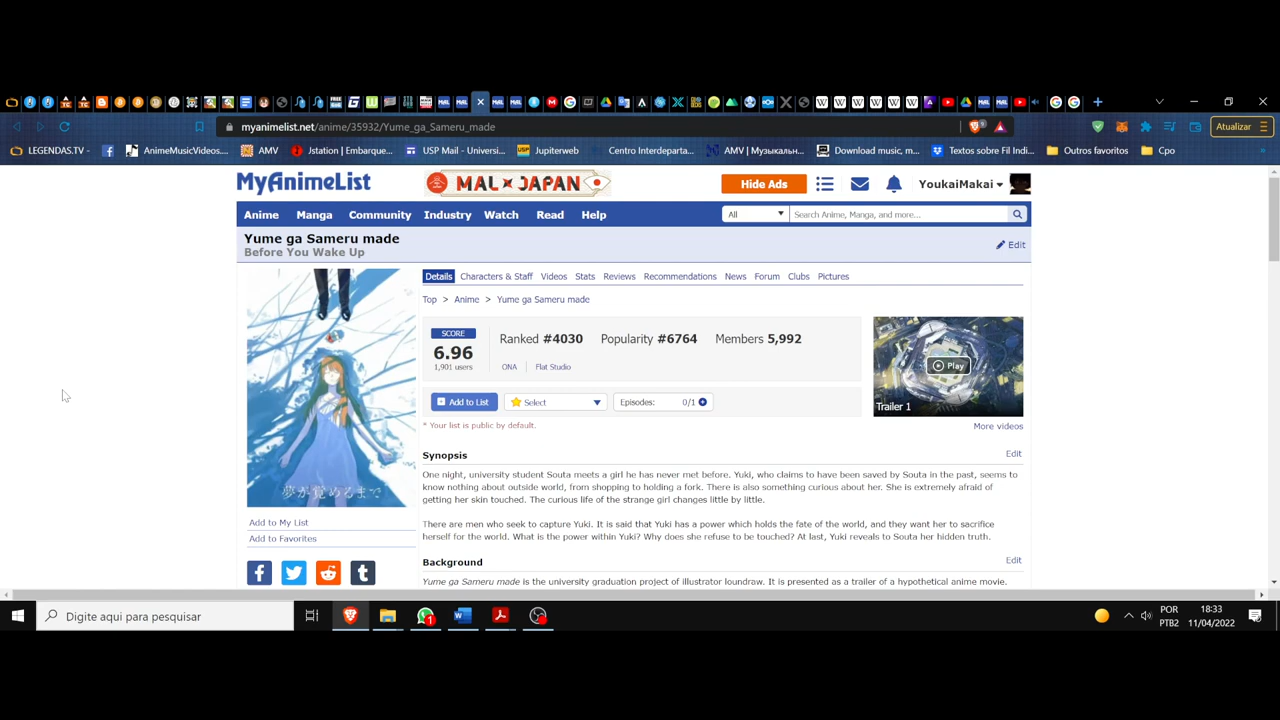 myanimelist.net/anime/35932/Yume_ga_Sameru_made
Atualizar
LEGENDAS.TV
AnimeMusicVideos...
AMV
Jstation | Embarque...
USP Mail - Universi...
Jupiterweb
Centro Interdeparta...
AMV | Музыкальн...
Download music, m...
Textos sobre Fil Indi...
Outros favoritos
Cpo
MyAnimeList
MAL×JAPAN
Hide Ads
YoukaiMakai
Anime Manga Community Industry Watch Read Help
All
Search Anime, Manga, and more...
Yume ga Sameru made
Before You Wake Up
Edit
夢が覚めるまで
Add to My List
Add to Favorites
Details Characters & Staff Videos Stats Reviews Recommendations News Forum Clubs Pictures
Top > Anime > Yume ga Sameru made
SCORE
6.96
1,901 users
Ranked #4030 Popularity #6764 Members 5,992
ONA Flat Studio
Add to List
Select
Episodes: 0/1
* Your list is public by default.
Play
Trailer 1
More videos
Synopsis
Edit
One night, university student Souta meets a girl he has never met before. Yuki, who claims to have been saved by Souta in the past, seems to
know nothing about outside world, from shopping to holding a fork. There is also something curious about her. She is extremely afraid of
getting her skin touched. The curious life of the strange girl changes little by little.
There are men who seek to capture Yuki. It is said that Yuki has a power which holds the fate of the world, and they want her to sacrifice
herself for the world. What is the power within Yuki? Why does she refuse to be touched? At last, Yuki reveals to Souta her hidden truth.
Background
Edit
Yume ga Sameru made is the university graduation project of illustrator loundraw. It is presented as a trailer of a hypothetical anime movie.
Digite aqui para pesquisar
POR
PTB2
18:33
11/04/2022